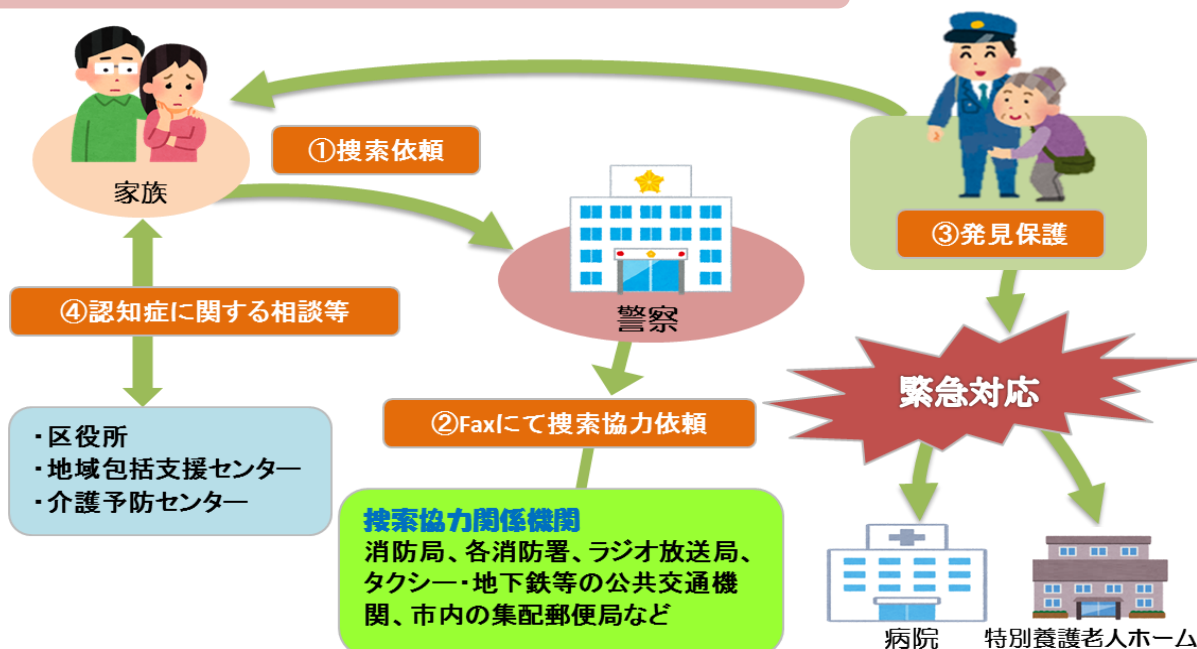 ①捜索依頼
家族
③発見保護
④認知症に関する相談等
警察
緊急対応
②Faxにて捜索協力依頼
・区役所
・地域包括支援センター
・介護予防センター
捜索協力関係機関
消防局、各消防署、ラジオ放送局、
タクシー・地下鉄等の公共交通機
関、市内の集配郵便局など
病院
特別養護老人ホーム